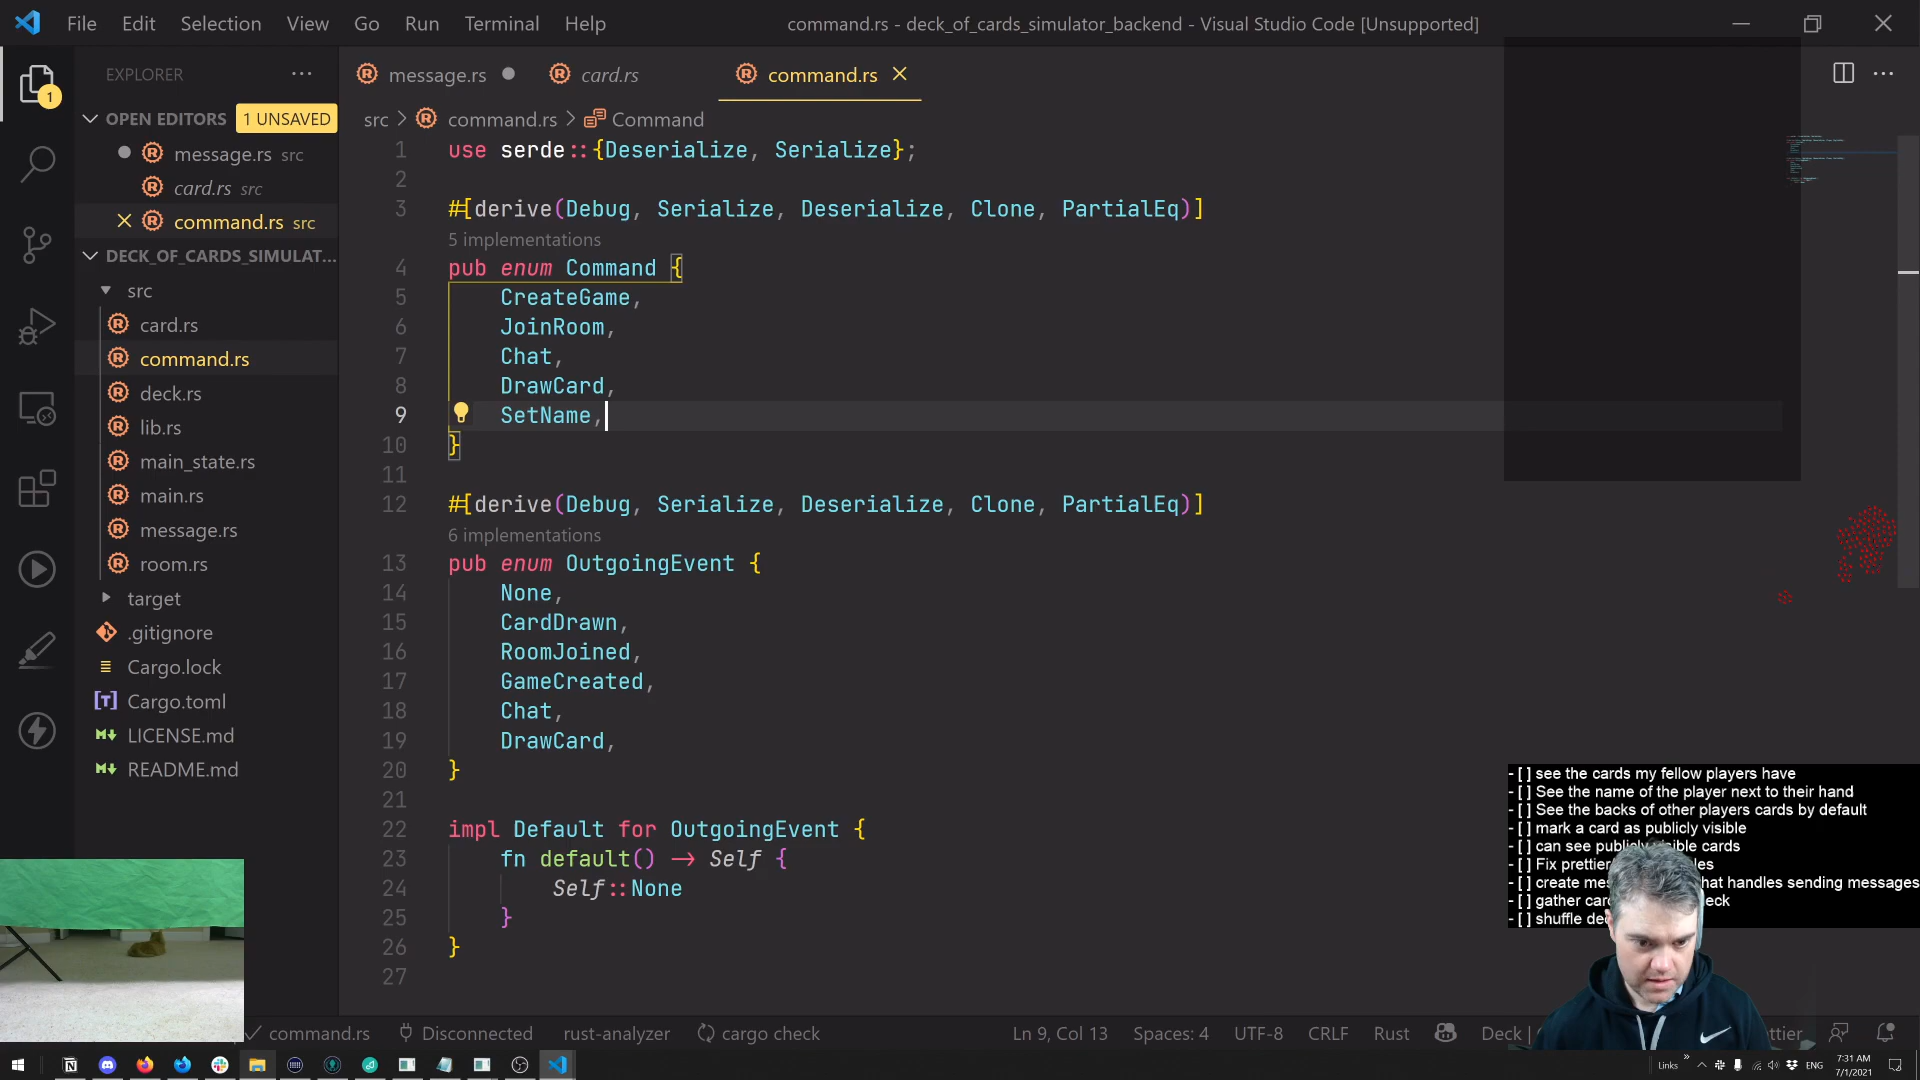 File Edit Selection View Go Run Terminal Help
command.rs - deck_of_cards_simulator_backend - Visual Studio Code [Unsupported]
EXPLORER
message.rs
card.rs
command.rs
OPEN EDITORS 1 UNSAVED
message.rs src
card.rs src
command.rs src
DECK_OF_CARDS_SIMULAT...
src
card.rs
command.rs
deck.rs
lib.rs
main_state.rs
main.rs
message.rs
room.rs
target
.gitignore
Cargo.lock
Cargo.toml
LICENSE.md
README.md
1
src > command.rs > Command
1 use serde::{Deserialize, Serialize};
2
3 #[derive(Debug, Serialize, Deserialize, Clone, PartialEq)]
5 implementations
4 pub enum Command {
5 CreateGame,
6 JoinRoom,
7 Chat,
8 DrawCard,
9 SetName,
10 }
11
12 #[derive(Debug, Serialize, Deserialize, Clone, PartialEq)]
6 implementations
13 pub enum OutgoingEvent {
14 None,
15 CardDrawn,
16 RoomJoined,
17 GameCreated,
18 Chat,
19 DrawCard,
20 }
21
22 impl Default for OutgoingEvent {
23 fn default() -> Self {
24 Self::None
25 }
26 }
27
- [ ] see the cards my fellow players have
- [ ] See the name of the player next to their hand
- [ ] See the backs of other players cards by default
- [ ] mark a card as publicly visible
- [ ] can see publicly visible cards
- [ ] Fix prettier
- [ ] create hat handles sending messages
- [ ] gather
- [ ] shuffle
command.rs Disconnected rust-analyzer cargo check
Ln 9, Col 13 Spaces: 4 UTF-8 CRLF Rust Deck |
Links ENG
7:31 AM
7/1/2021